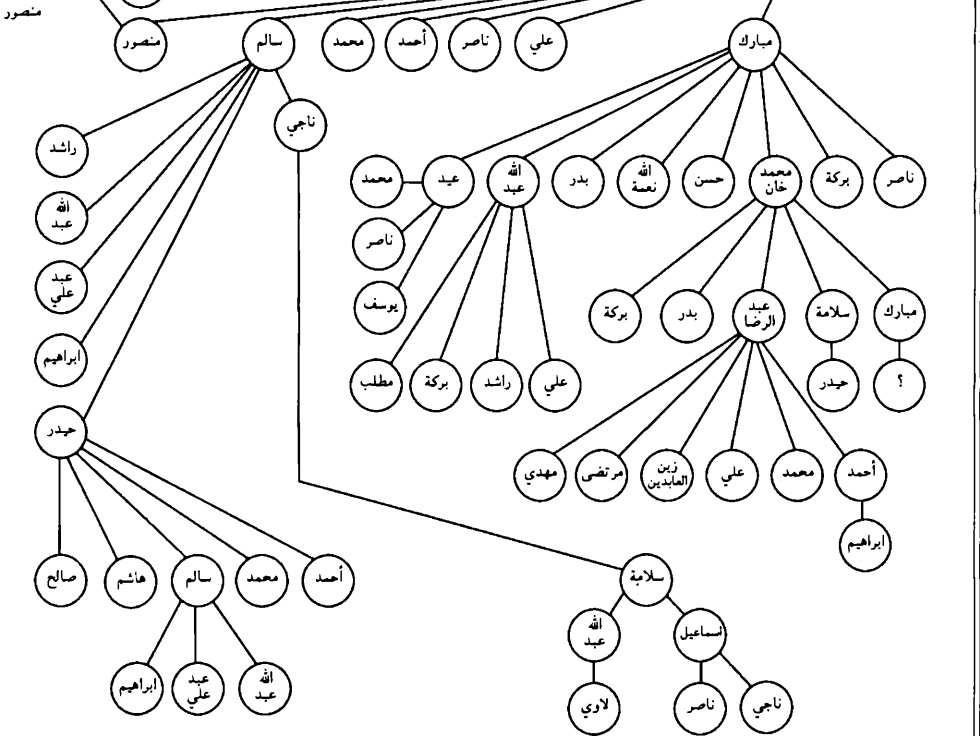 منصور
مبارك
علي
ناصر
أحمد
محمد
سالم
منصور
ناجي
راشد
ناصر
بركة
محمد
خان
حسن
الله
نعمة
بدر
الله
عبد
عيد
محمد
الله
عبد
ناصر
عبد
علي
يوسف
مبارك
سلامة
عبد
الرضا
بدر
بركة
ابراهيم
؟
حيدر
علي
راشد
بركة
مطلب
حيدر
أحمد
محمد
علي
زين
العابدين
مرتضى
مهدي
ابراهيم
أحمد
محمد
سالم
هاشم
صالح
سلامة
اسماعيل
الله
عبد
الله
عبد
عبد
علي
ابراهيم
ناجي
ناصر
لاوي